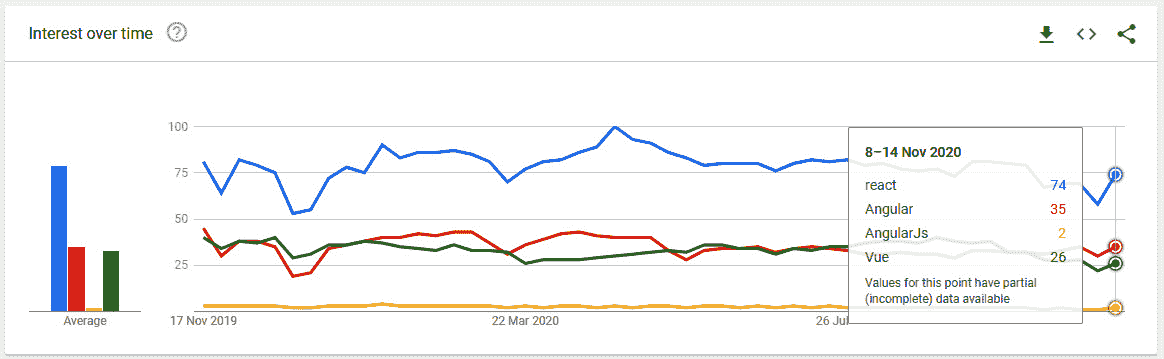 Interest over time ?
100
75
50
25
Average
17 Nov 2019
22 Mar 2020
26 Jul
8–14 Nov 2020
react 74
Angular 35
AngularJs 2
Vue 26
Values for this point have partial
(incomplete) data available